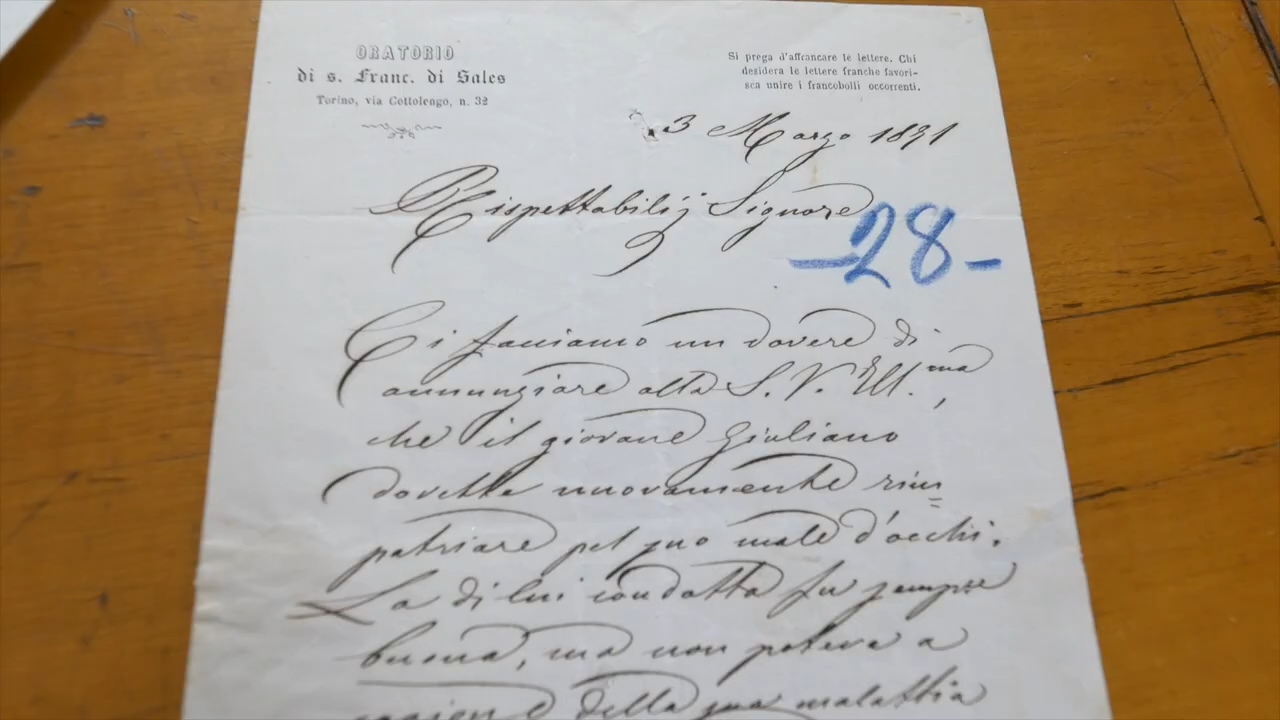 ORATORIO
di s. Franc. di Sales
Torino, via Cottolengo, n. 32
Si prega d'affrancare le lettere. Chi
desidera le lettere franche favori-
sca unire i francobolli occorrenti.
3 Marzo 1891
Rispettabilij Signore
-28-
Ci facciamo un dovere di
annunziare alla S. V. Ill.ma,
che il giovane Giuliano
dovette nuovamente rim=
patriare pel suo male d'occhi.
La di lui condotta fu sempre
buona, ma non poteva a
cagione della sua malattia